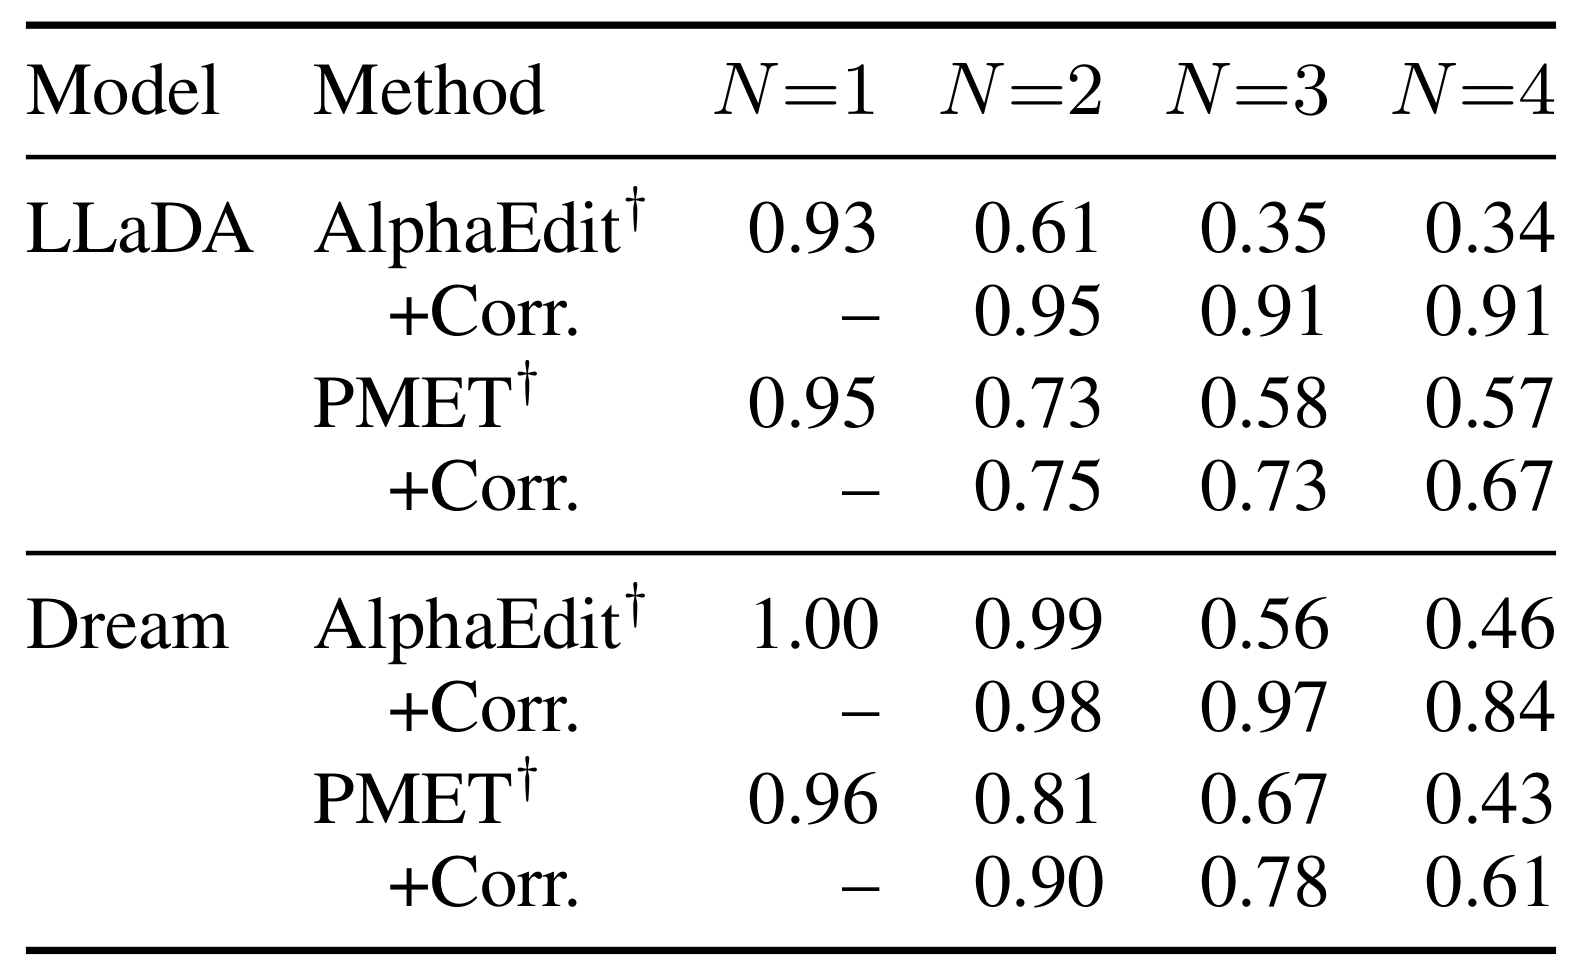 Model Method N=1 N=2 N=3 N=4
LLaDA AlphaEdit† 0.93 0.61 0.35 0.34
+Corr. – 0.95 0.91 0.91
PMET† 0.95 0.73 0.58 0.57
+Corr. – 0.75 0.73 0.67
Dream AlphaEdit† 1.00 0.99 0.56 0.46
+Corr. – 0.98 0.97 0.84
PMET† 0.96 0.81 0.67 0.43
+Corr. – 0.90 0.78 0.61